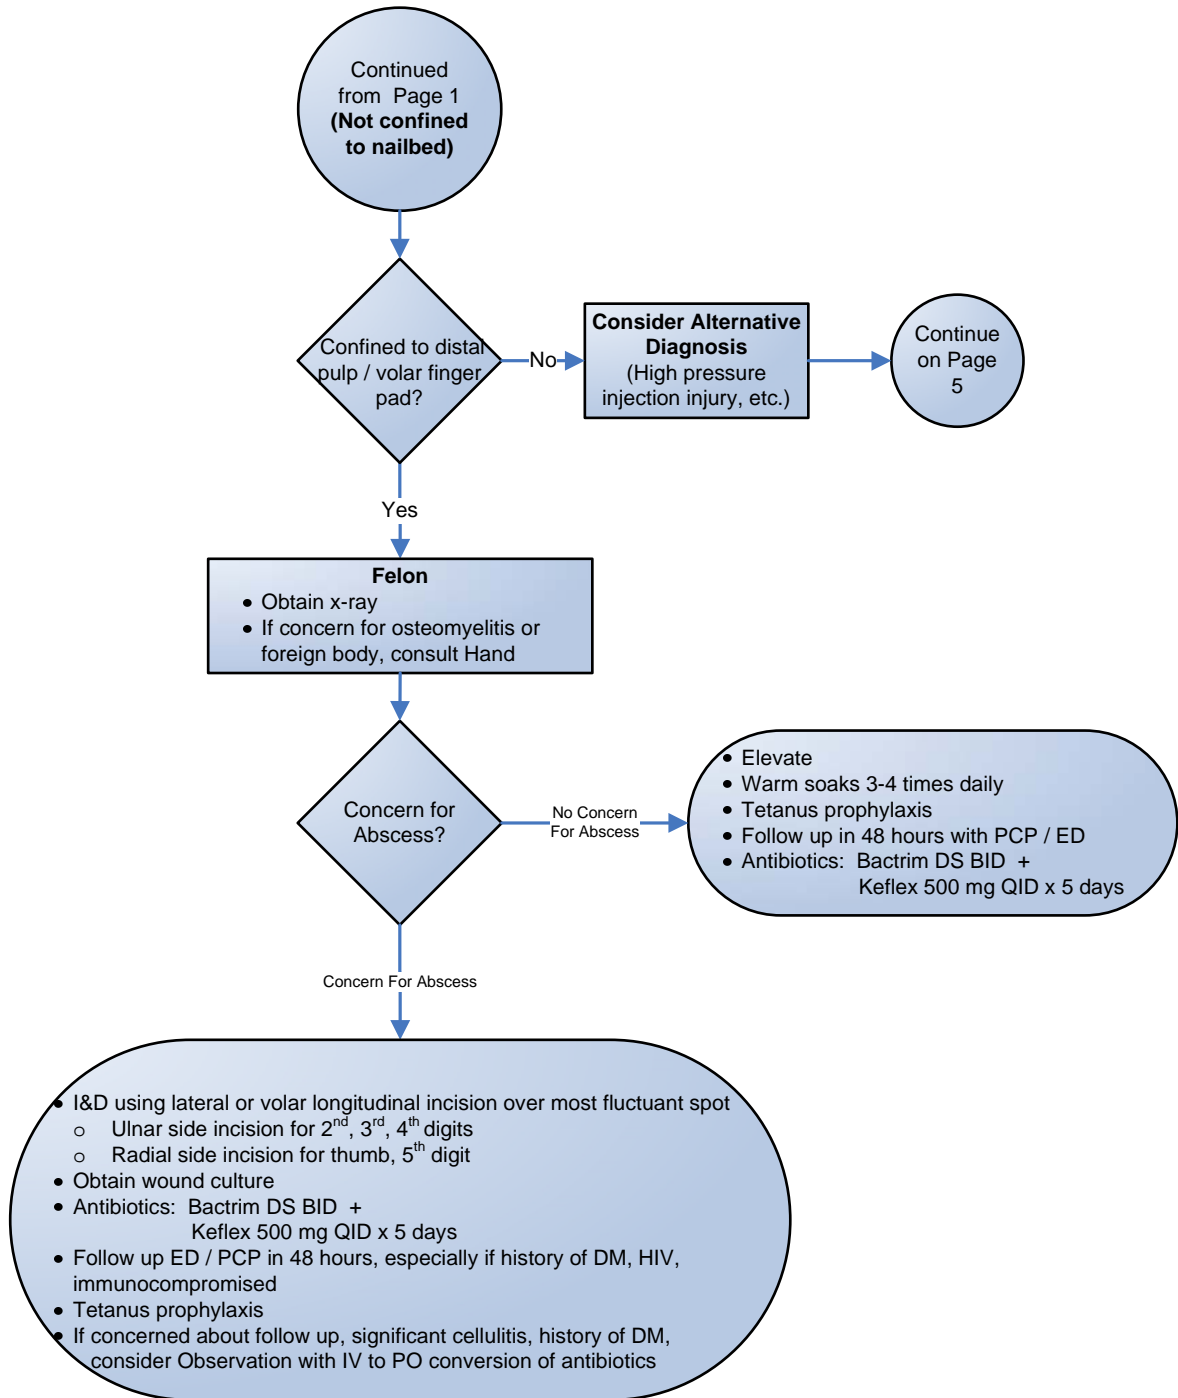 Continued
from  Page 1
(Not confined
to nailbed)
Confined to distal
pulp / volar finger
pad?
No
Consider Alternative
Diagnosis
(High pressure
injection injury, etc.)
Continue
on Page
5
Yes
Felon
• Obtain x-ray
• If concern for osteomyelitis or
foreign body, consult Hand
Concern for
Abscess?
No Concern
For Abscess
• Elevate
• Warm soaks 3-4 times daily
• Tetanus prophylaxis
• Follow up in 48 hours with PCP / ED
• Antibiotics:  Bactrim DS BID  +
Keflex 500 mg QID x 5 days
Concern For Abscess
• I&D using lateral or volar longitudinal incision over most fluctuant spot
o Ulnar side incision for 2nd, 3rd, 4th digits
o Radial side incision for thumb, 5th digit
• Obtain wound culture
• Antibiotics:  Bactrim DS BID  +
Keflex 500 mg QID x 5 days
• Follow up ED / PCP in 48 hours, especially if history of DM, HIV,
immunocompromised
• Tetanus prophylaxis
• If concerned about follow up, significant cellulitis, history of DM,
consider Observation with IV to PO conversion of antibiotics